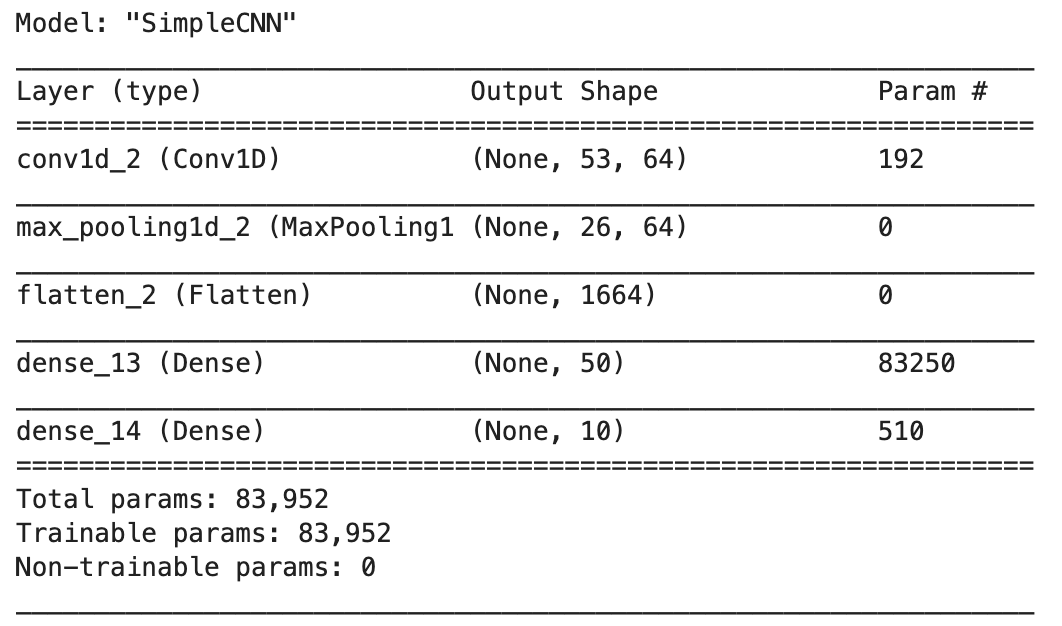 Model: "SimpleCNN"
Layer (type) Output Shape Param #
conv1d_2 (Conv1D) (None, 53, 64) 192
max_pooling1d_2 (MaxPooling1 (None, 26, 64) 0
flatten_2 (Flatten) (None, 1664) 0
dense_13 (Dense) (None, 50) 83250
dense_14 (Dense) (None, 10) 510
Total params: 83,952
Trainable params: 83,952
Non-trainable params: 0